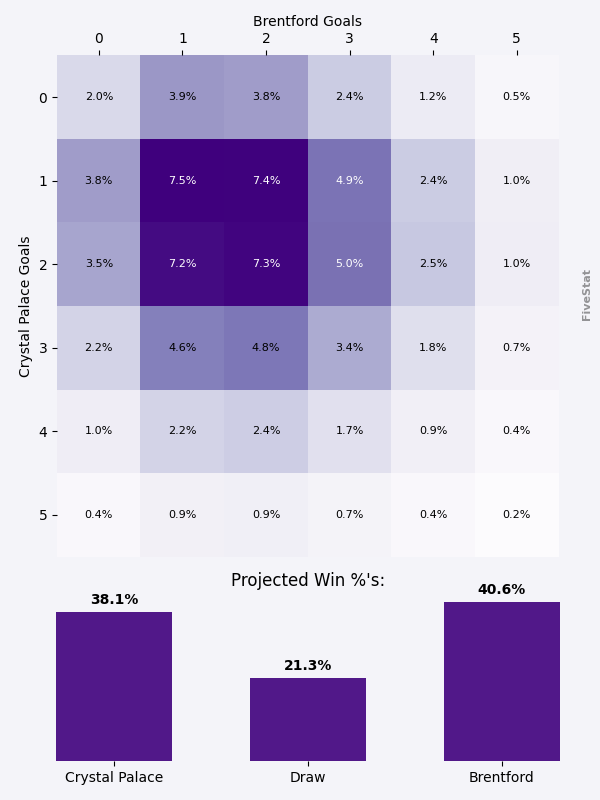 Brentford Goals
0 1 2 3 4 5
0 2.0% 3.9% 3.8% 2.4% 1.2% 0.5%
1 3.8% 7.5% 7.4% 4.9% 2.4% 1.0%
2 3.5% 7.2% 7.3% 5.0% 2.5% 1.0%
3 2.2% 4.6% 4.8% 3.4% 1.8% 0.7%
4 1.0% 2.2% 2.4% 1.7% 0.9% 0.4%
5 0.4% 0.9% 0.9% 0.7% 0.4% 0.2%
Crystal Palace Goals
FiveStat
Projected Win %'s:
38.1% 21.3% 40.6%
Crystal Palace Draw Brentford